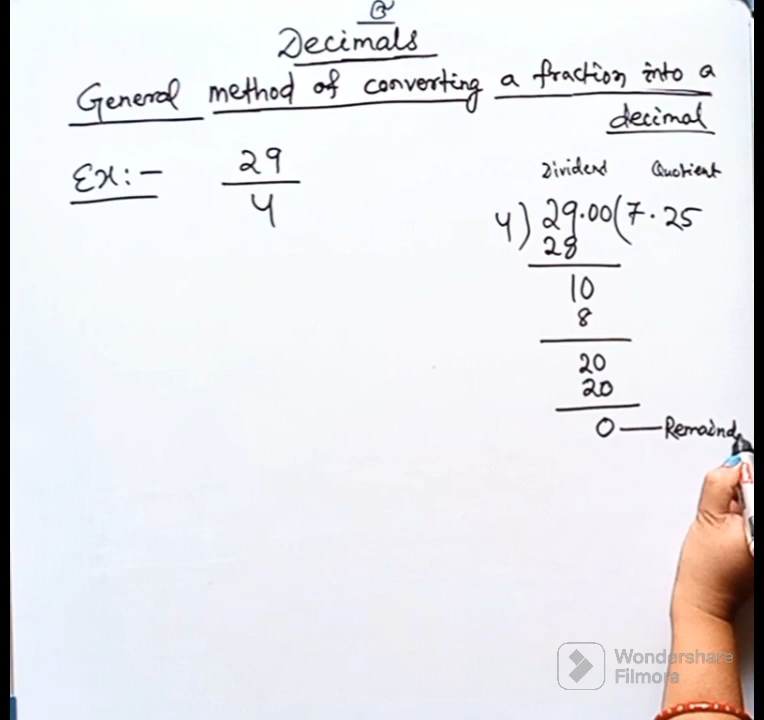 Decimals
General method of converting a fraction into a
decimal
Ex:- 29/4
Dividend Quotient
4) 29.00(7.25
28
10
8
20
20
0 — Remaind
Wondershare
Filmora